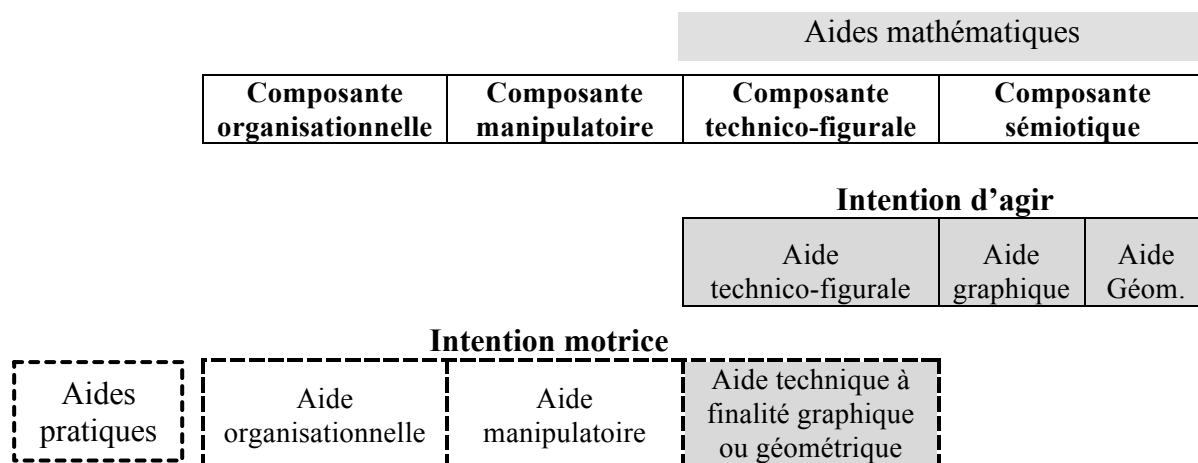 Aides mathématiques
Composante organisationnelle
Composante manipulatoire
Composante technico-figurale
Composante sémiotique
Intention d’agir
Aide technico-figurale
Aide graphique
Aide Géom.
Intention motrice
Aides pratiques
Aide organisationnelle
Aide manipulatoire
Aide technique à finalité graphique ou géométrique